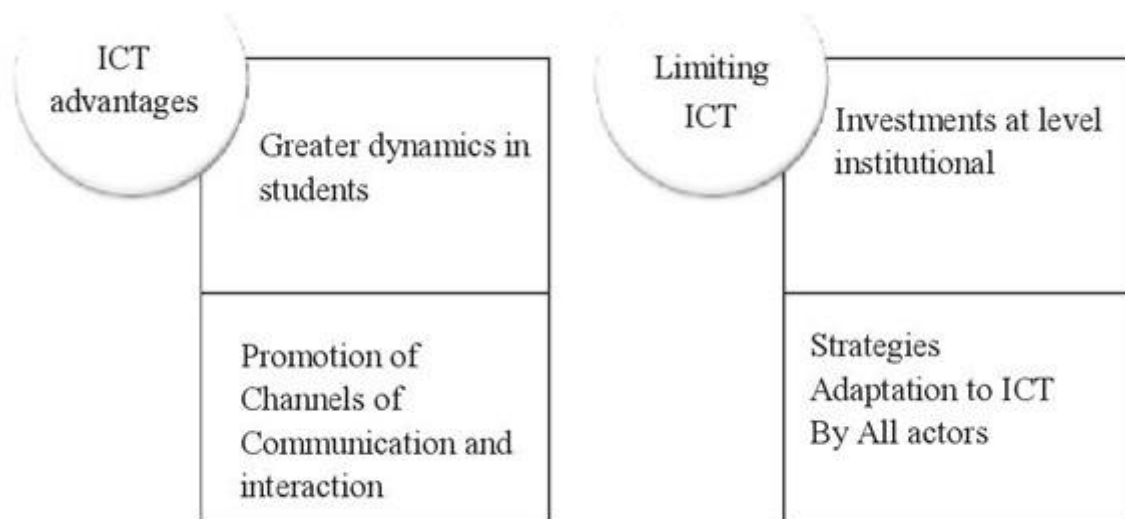 ICT
advantages
Greater dynamics in
students
Promotion of
Channels of
Communication and
interaction
Limiting
ICT
Investments at level
institutional
Strategies
Adaptation to ICT
By All actors